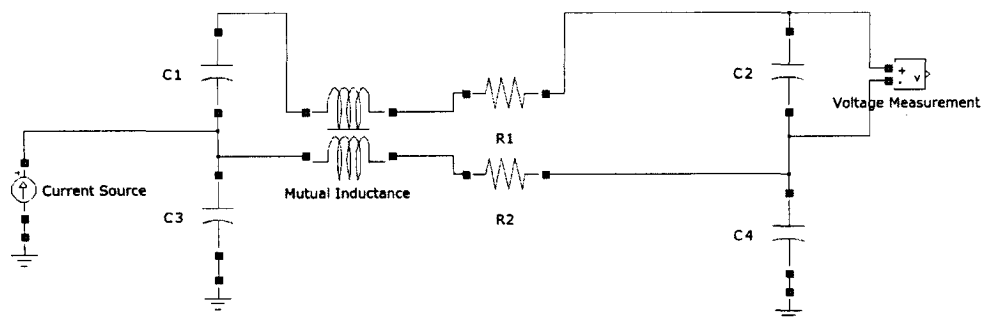 C1
C2
+
-
v
Voltage Measurement
R1
Current Source
Mutual Inductance
C3
R2
C4